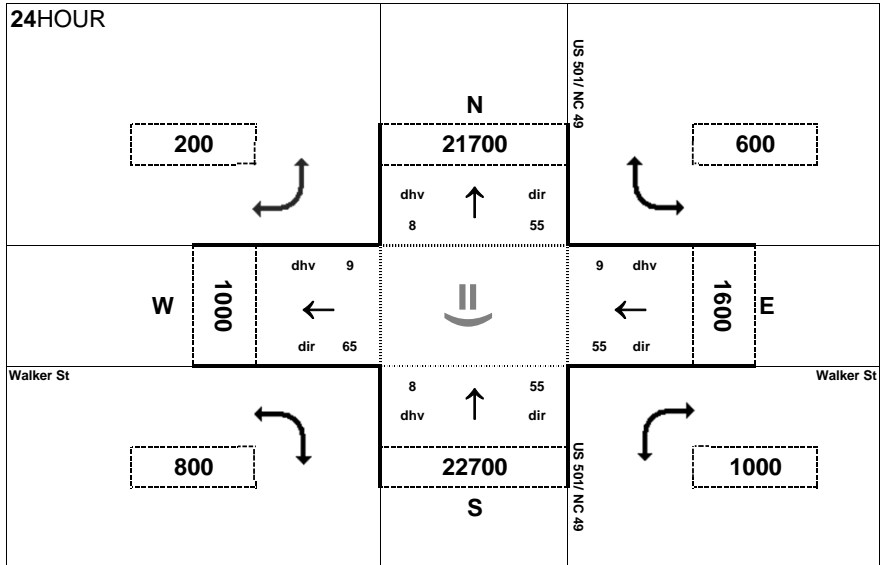 24HOUR
US 501/ NC 49
N
200
21700
600
dhv
dir
8
55
dhv 9
9 dhv
W
1000
1600
E
dir 65
55 dir
Walker St
Walker St
8
55
dhv
dir
800
22700
1000
US 501/ NC 49
S